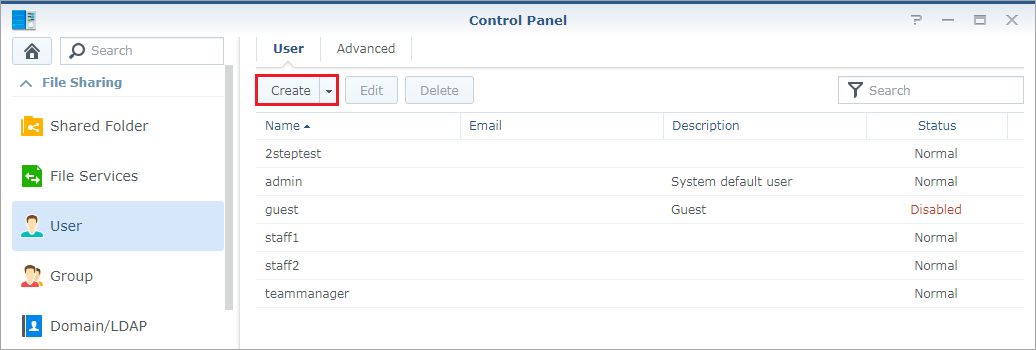 Control Panel
Search
File Sharing
Shared Folder
File Services
User
Group
Domain/LDAP
User Advanced
Create Edit Delete Search
Name Email Description Status
2steptest Normal
admin System default user Normal
guest Guest Disabled
staff1 Normal
staff2 Normal
teammanager Normal